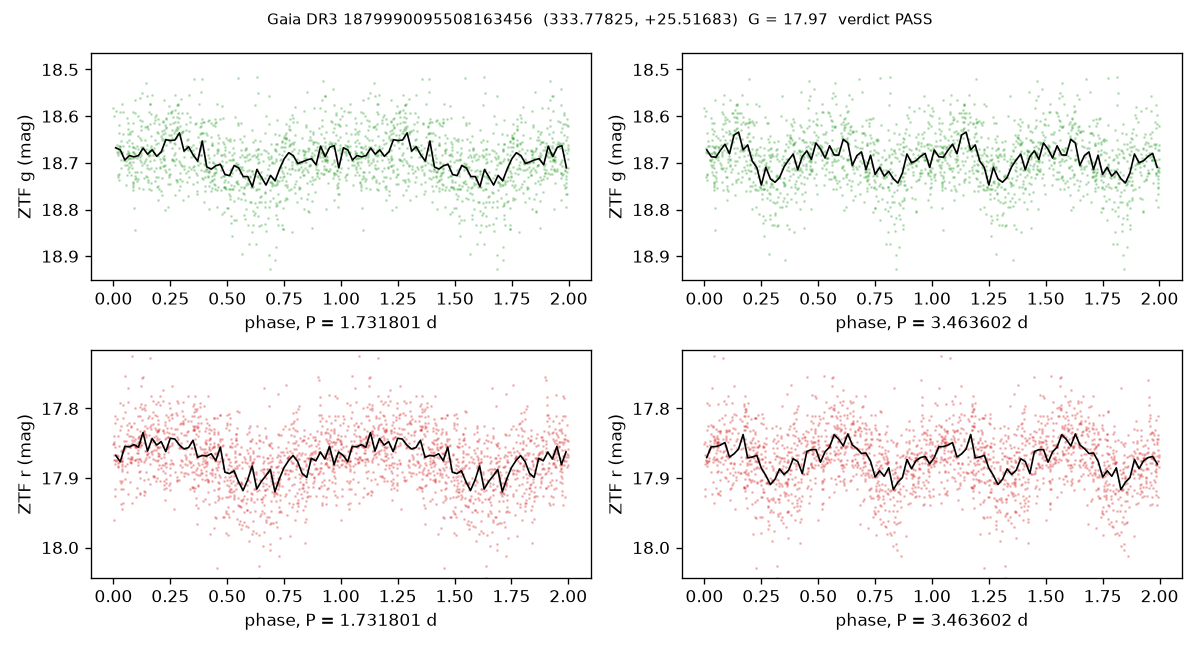 Gaia DR3 1879990095508163456 (333.77825, +25.51683) G = 17.97 verdict PASS
18.5
18.6
18.7
18.8
18.9
ZTF g (mag)
0.00 0.25 0.50 0.75 1.00 1.25 1.50 1.75 2.00
phase, P = 1.731801 d
18.5
18.6
18.7
18.8
18.9
ZTF g (mag)
0.00 0.25 0.50 0.75 1.00 1.25 1.50 1.75 2.00
phase, P = 3.463602 d
17.8
17.9
18.0
ZTF r (mag)
0.00 0.25 0.50 0.75 1.00 1.25 1.50 1.75 2.00
phase, P = 1.731801 d
17.8
17.9
18.0
ZTF r (mag)
0.00 0.25 0.50 0.75 1.00 1.25 1.50 1.75 2.00
phase, P = 3.463602 d